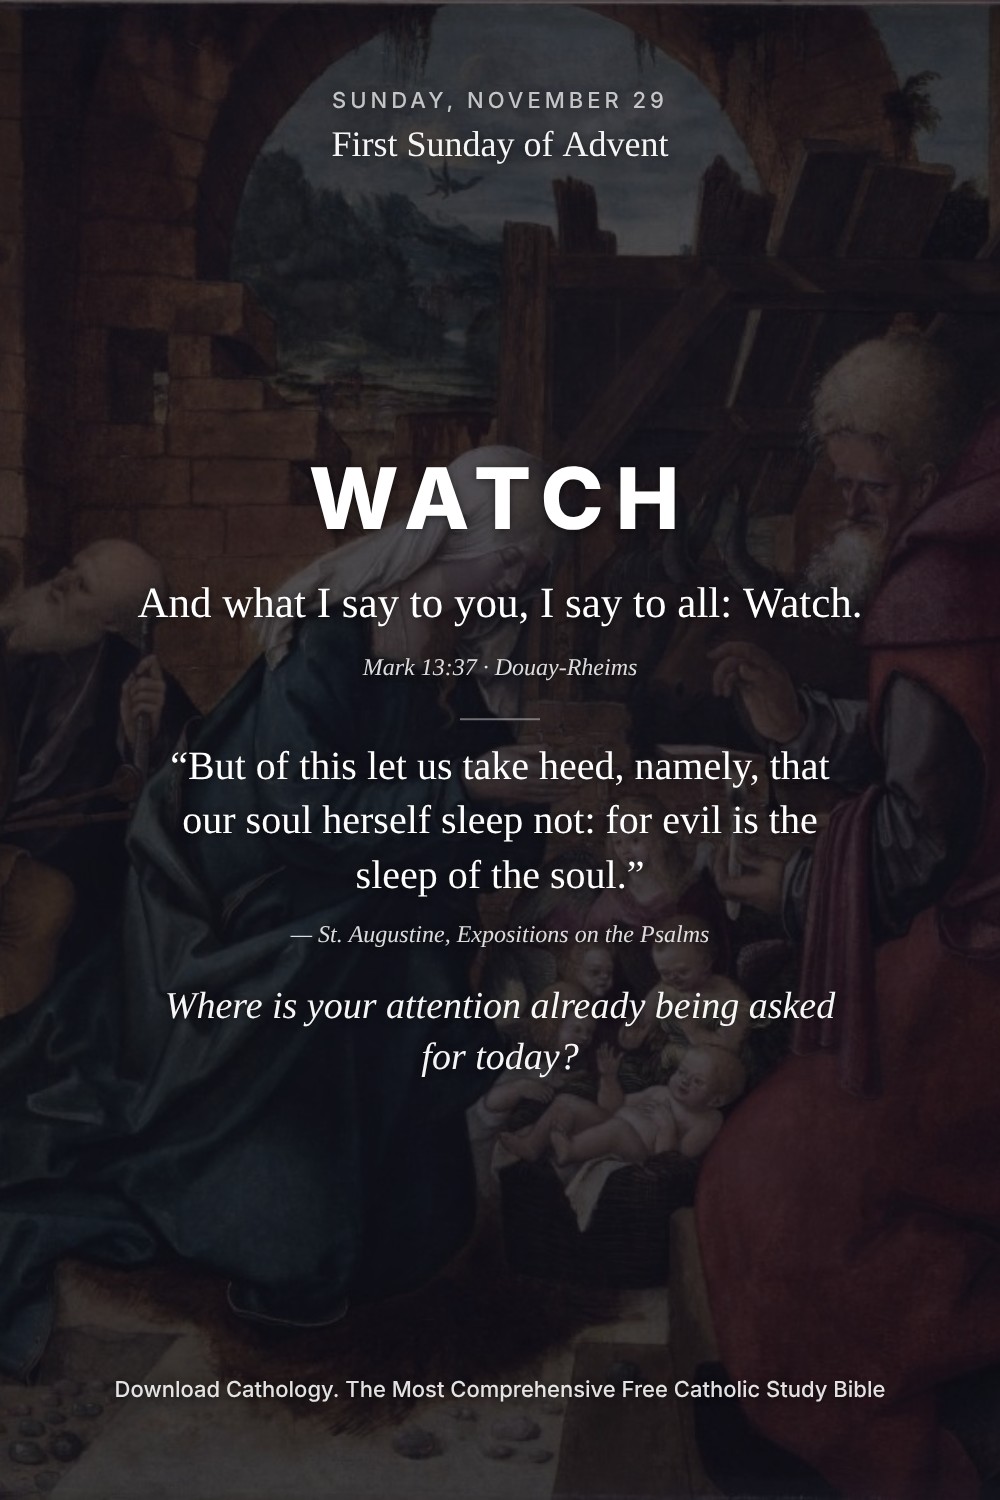 SUNDAY, NOVEMBER 29
First Sunday of Advent
WATCH
And what I say to you, I say to all: Watch.
Mark 13:37 · Douay-Rheims
“But of this let us take heed, namely, that
our soul herself sleep not: for evil is the
sleep of the soul.”
— St. Augustine, Expositions on the Psalms
Where is your attention already being asked
for today?
Download Cathology. The Most Comprehensive Free Catholic Study Bible